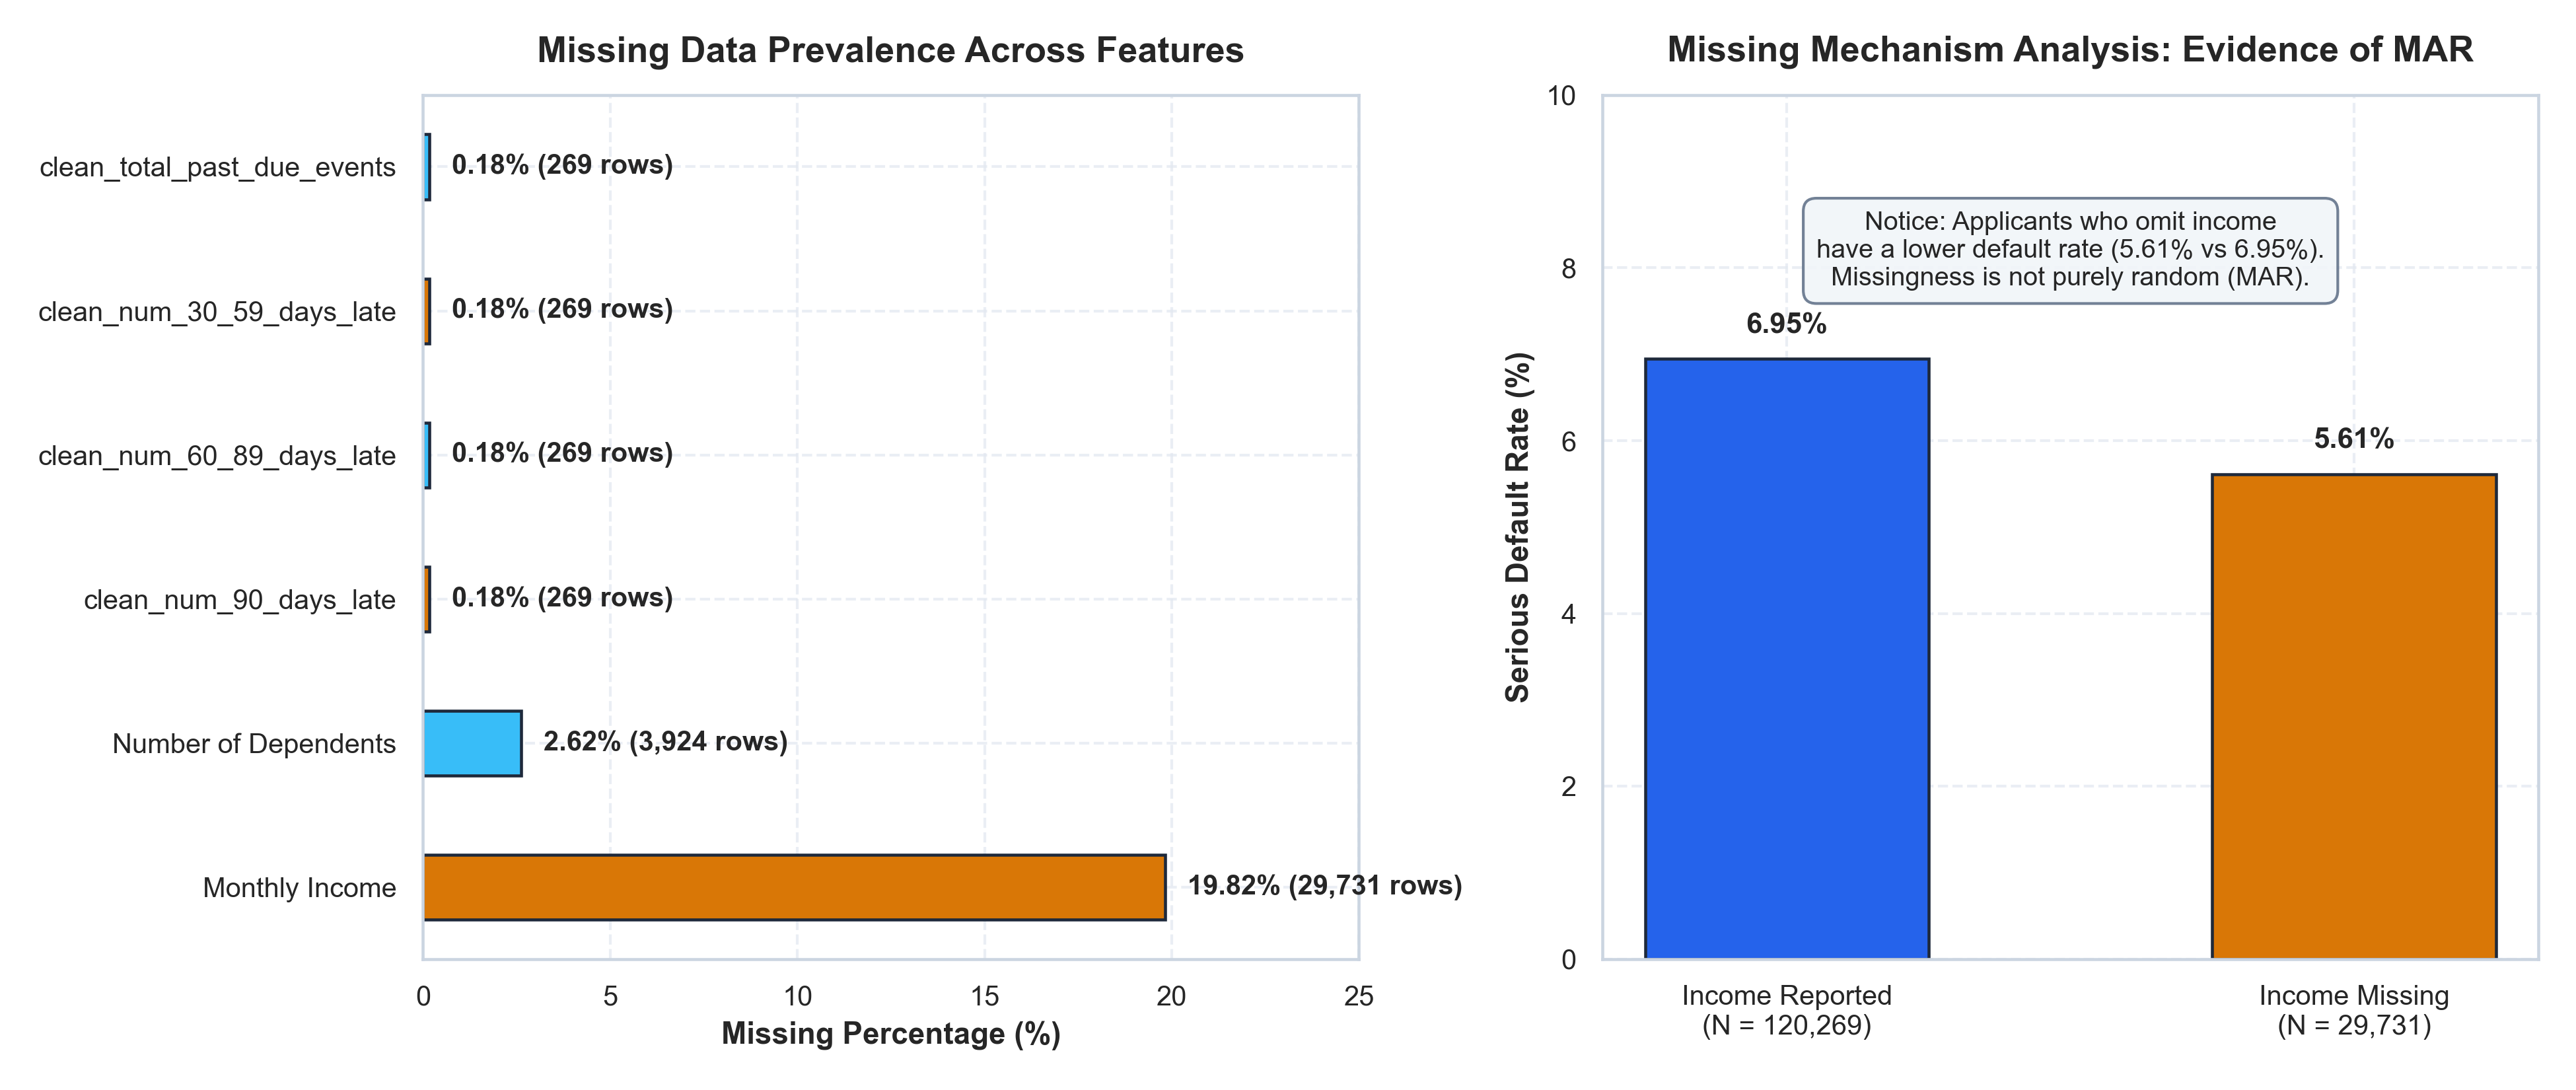 Missing Data Prevalence Across Features
clean_total_past_due_events
0.18% (269 rows)
clean_num_30_59_days_late
0.18% (269 rows)
clean_num_60_89_days_late
0.18% (269 rows)
clean_num_90_days_late
0.18% (269 rows)
Number of Dependents
2.62% (3,924 rows)
Monthly Income
19.82% (29,731 rows)
0
5
10
15
20
25
Missing Percentage (%)
Missing Mechanism Analysis: Evidence of MAR
10
8
6
4
2
0
Serious Default Rate (%)
Notice: Applicants who omit income
have a lower default rate (5.61% vs 6.95%).
Missingness is not purely random (MAR).
6.95%
5.61%
Income Reported
(N = 120,269)
Income Missing
(N = 29,731)